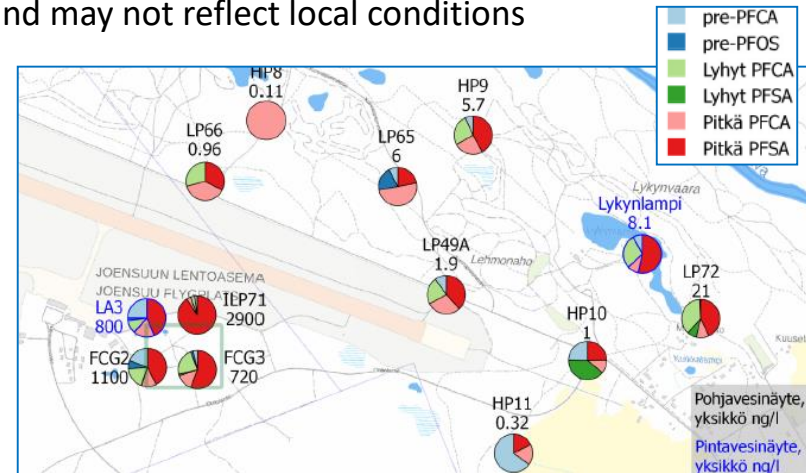 nd may not reflect local conditions
pre-PFCA
pre-PFOS
Lyhyt PFCA
Lyhyt PFSA
Pitkä PFCA
Pitkä PFSA
HP8
0.11
HP9
5.7
LP66
0.96
LP65
6
Lykynvaara
Lykynlampi
8.1
LP49A
1.9
Lehmonaho
LP72
21
JOENSUUN LENTOASEMA
JOENSUU FLYGPLATS
LA3
800
ILP71
2900
HP10
1
FCG2
1100
FCG3
720
HP11
0.32
Kuuset
Pohjavesinäyte,
yksikkö ng/l
Pintavesinäyte,
yksikkö ng/l